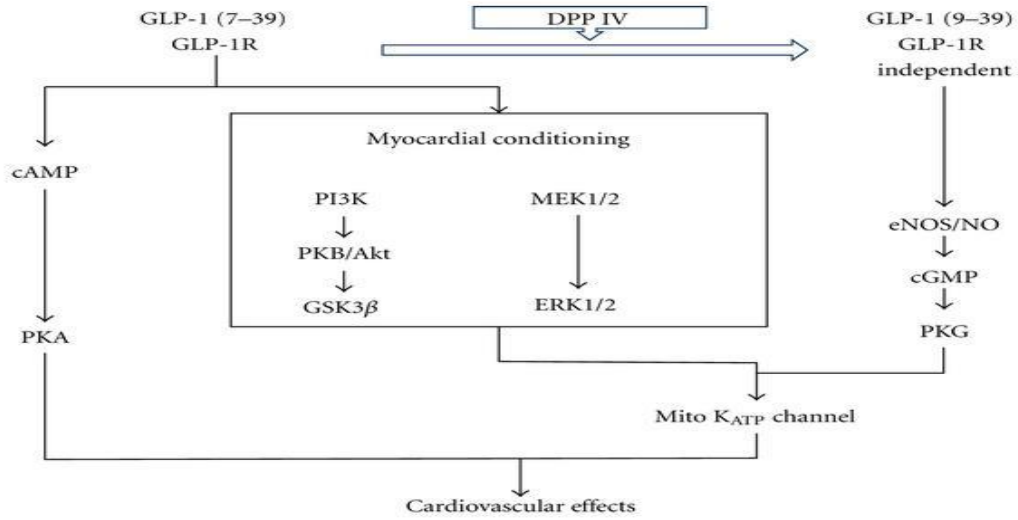 GLP-1 (7–39)
GLP-1R
DPP IV
GLP-1 (9–39)
GLP-1R
independent
Myocardial conditioning
cAMP
PI3K
MEK1/2
PKB/Akt
eNOS/NO
cGMP
GSK3β
ERK1/2
PKA
PKG
Mito KATP channel
Cardiovascular effects